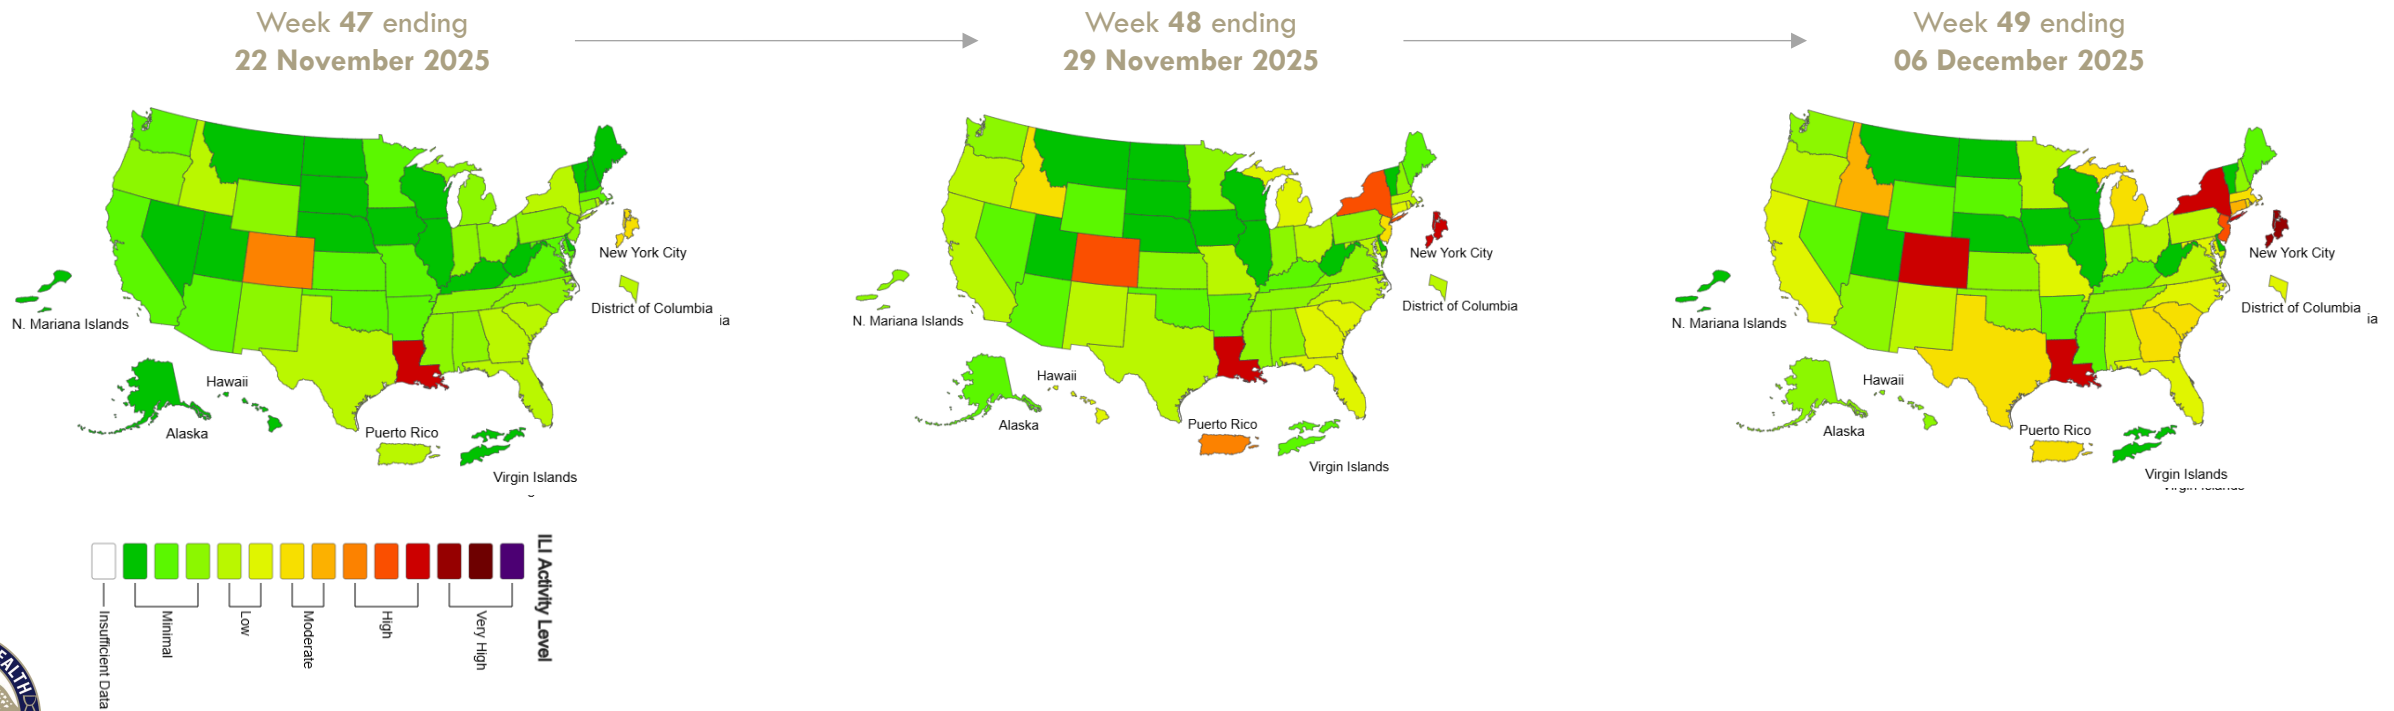 Week 47 ending
22 November 2025
Week 48 ending
29 November 2025
Week 49 ending
06 December 2025
New York City
District of Columbia
ia
N. Mariana Islands
Hawaii
Alaska
Puerto Rico
Virgin Islands
New York City
District of Columbia
N. Mariana Islands
Hawaii
Alaska
Puerto Rico
Virgin Islands
New York City
District of Columbia
ia
N. Mariana Islands
Hawaii
Alaska
Puerto Rico
Virgin Islands
Virgin Islands
ILI Activity Level
Insufficient Data
Minimal
Low
Moderate
High
Very High
EALTH